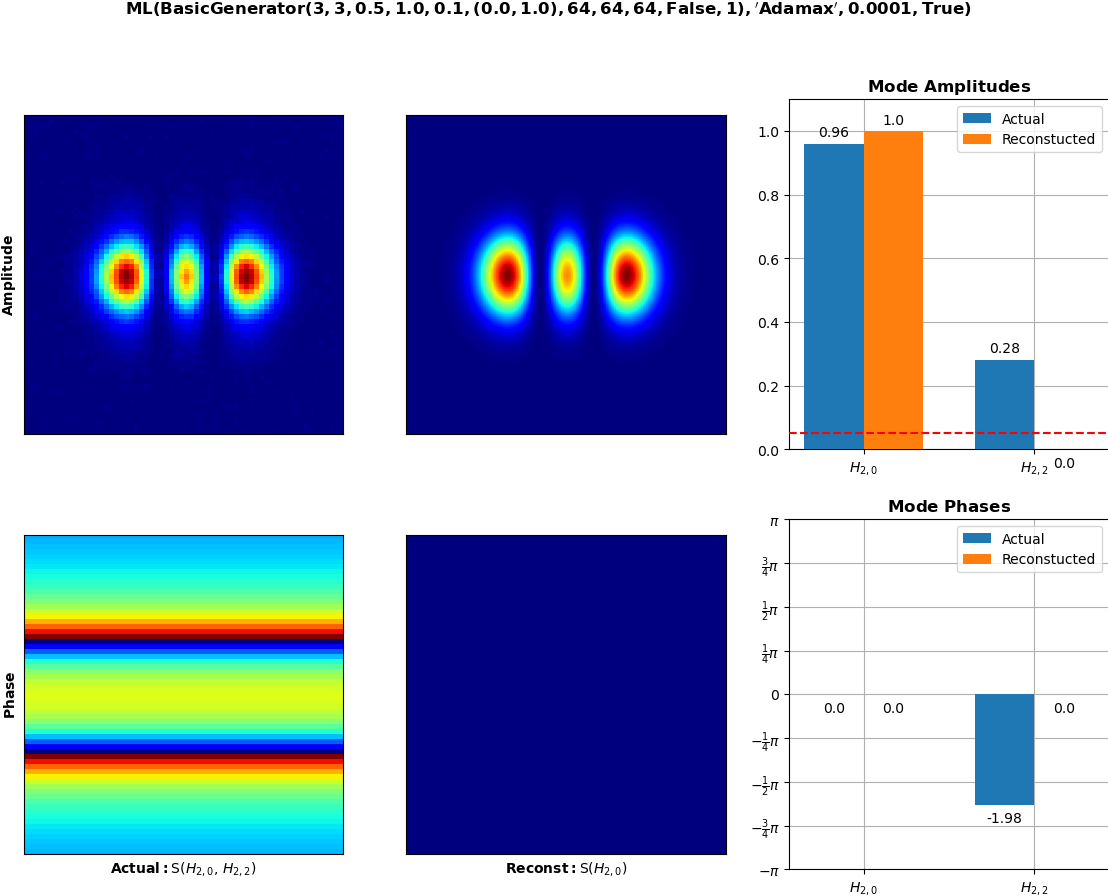 ML(BasicGenerator(3, 3, 0.5, 1.0, 0.1, (0.0, 1.0), 64, 64, 64, False, 1), ′Adamax′, 0.0001, True)
Amplitude
Mode Amplitudes
Actual
Reconstucted
1.0
0.8
0.6
0.4
0.2
0.0
0.96
1.0
0.28
0.0
H2,0
H2,2
Phase
Actual: S(H2,0, H2,2)
Reconst: S(H2,0)
Mode Phases
Actual
Reconstucted
π
3/4π
1/2π
1/4π
0
−1/4π
−1/2π
−3/4π
−π
0.0
0.0
-1.98
0.0
H2,0
H2,2